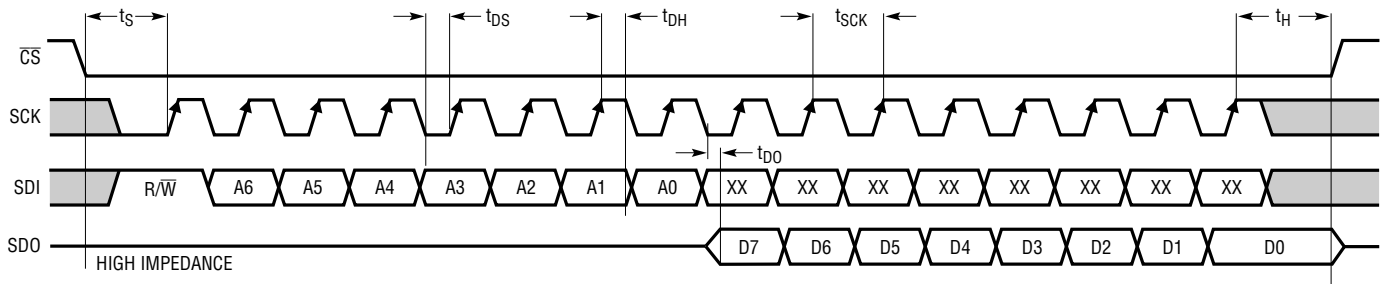 tS tDS tDH tSCK tH
CS
SCK
tDO
SDI R/W A6 A5 A4 A3 A2 A1 A0 XX XX XX XX XX XX XX XX
SDO D7 D6 D5 D4 D3 D2 D1 D0
HIGH IMPEDANCE